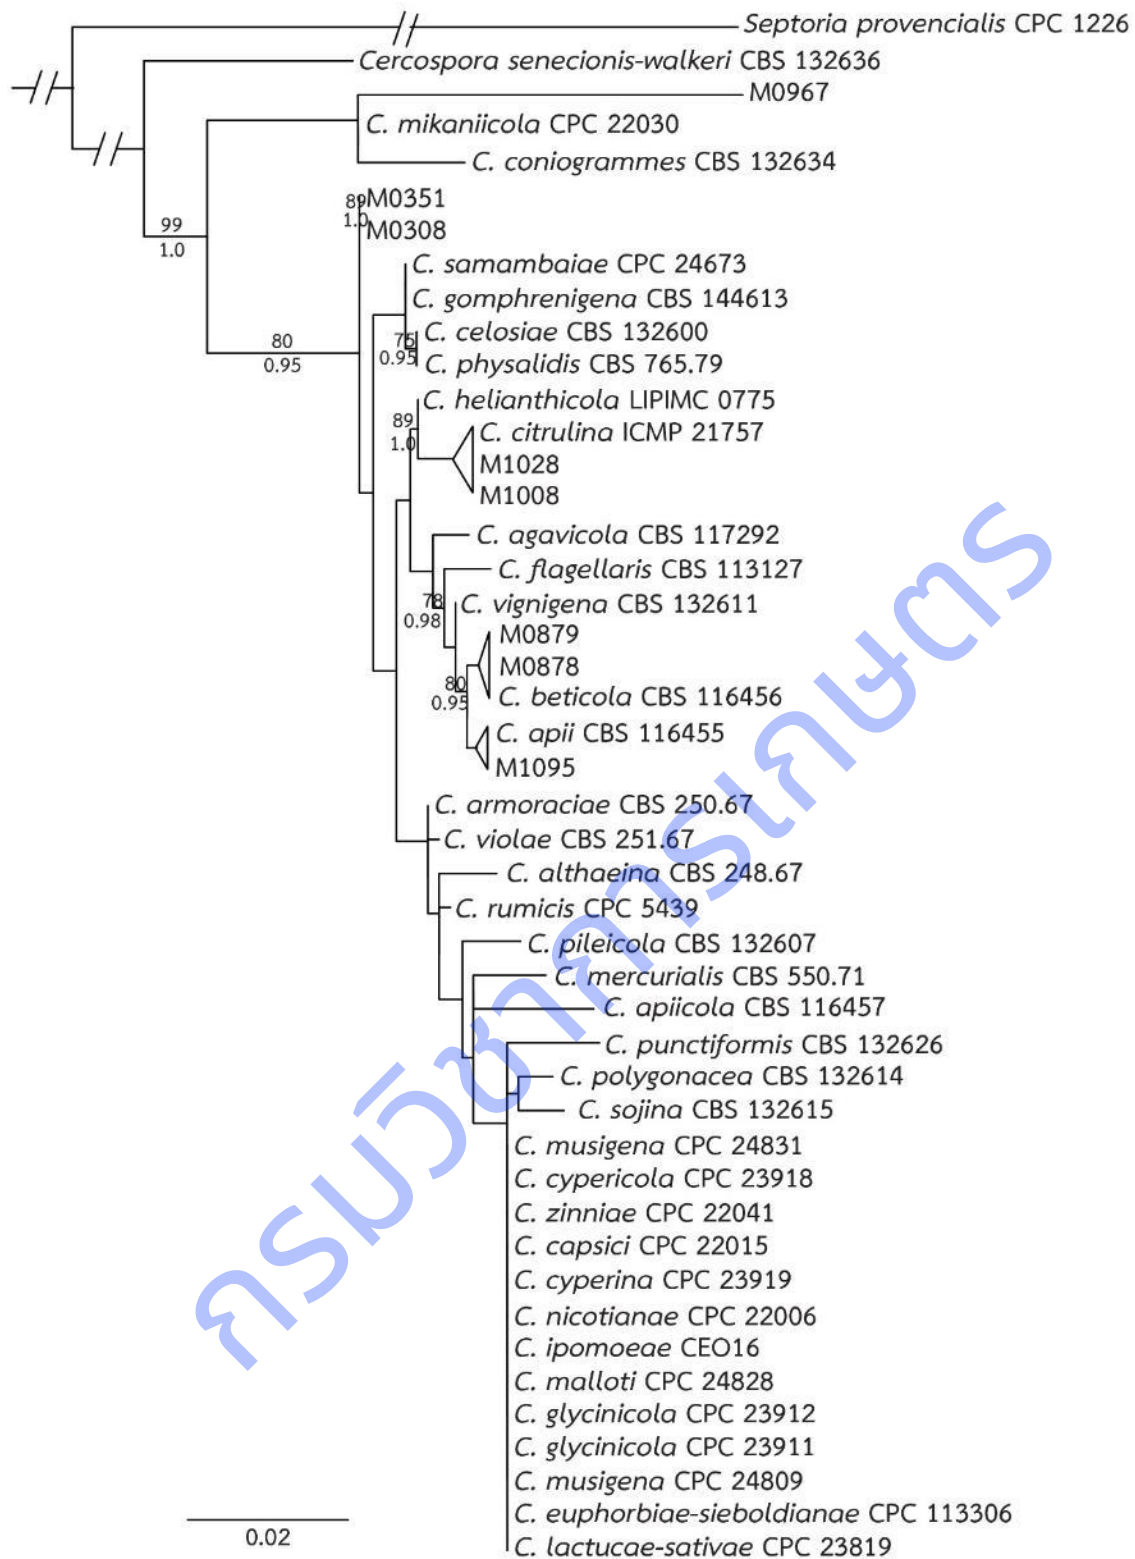 Septoria provencialis CPC 1226
Cercospora senecionis-walkeri CBS 132636
M0967
C. mikaniicola CPC 22030
C. coniogrammes CBS 132634
89
M0351
1.0
M0308
99
1.0
C. samambaiae CPC 24673
C. gomphrenigena CBS 144613
C. celosiae CBS 132600
75
80
0.95
0.95
C. physalidis CBS 765.79
C. helianthicola LIPIMC 0775
89
1.0
C. citrulina ICMP 21757
M1028
M1008
C. agavicola CBS 117292
C. flagellaris CBS 113127
78
0.98
C. vignigena CBS 132611
M0879
M0878
80
0.95
C. beticola CBS 116456
C. apii CBS 116455
M1095
C. armoraciae CBS 250.67
C. violae CBS 251.67
C. althaeina CBS 248.67
C. rumicis CPC 5439
C. pileicola CBS 132607
C. mercurialis CBS 550.71
C. apiicola CBS 116457
C. punctiformis CBS 132626
C. polygonacea CBS 132614
C. sojina CBS 132615
C. musigena CPC 24831
C. cypericola CPC 23918
C. zinniae CPC 22041
C. capsici CPC 22015
C. cyperina CPC 23919
C. nicotianae CPC 22006
C. ipomoeae CEO16
C. malloti CPC 24828
C. glycinicola CPC 23912
C. glycinicola CPC 23911
C. musigena CPC 24809
C. euphorbiae-sieboldianae CPC 113306
C. lactucae-sativae CPC 23819
0.02
กรมวิชาการเกษตร